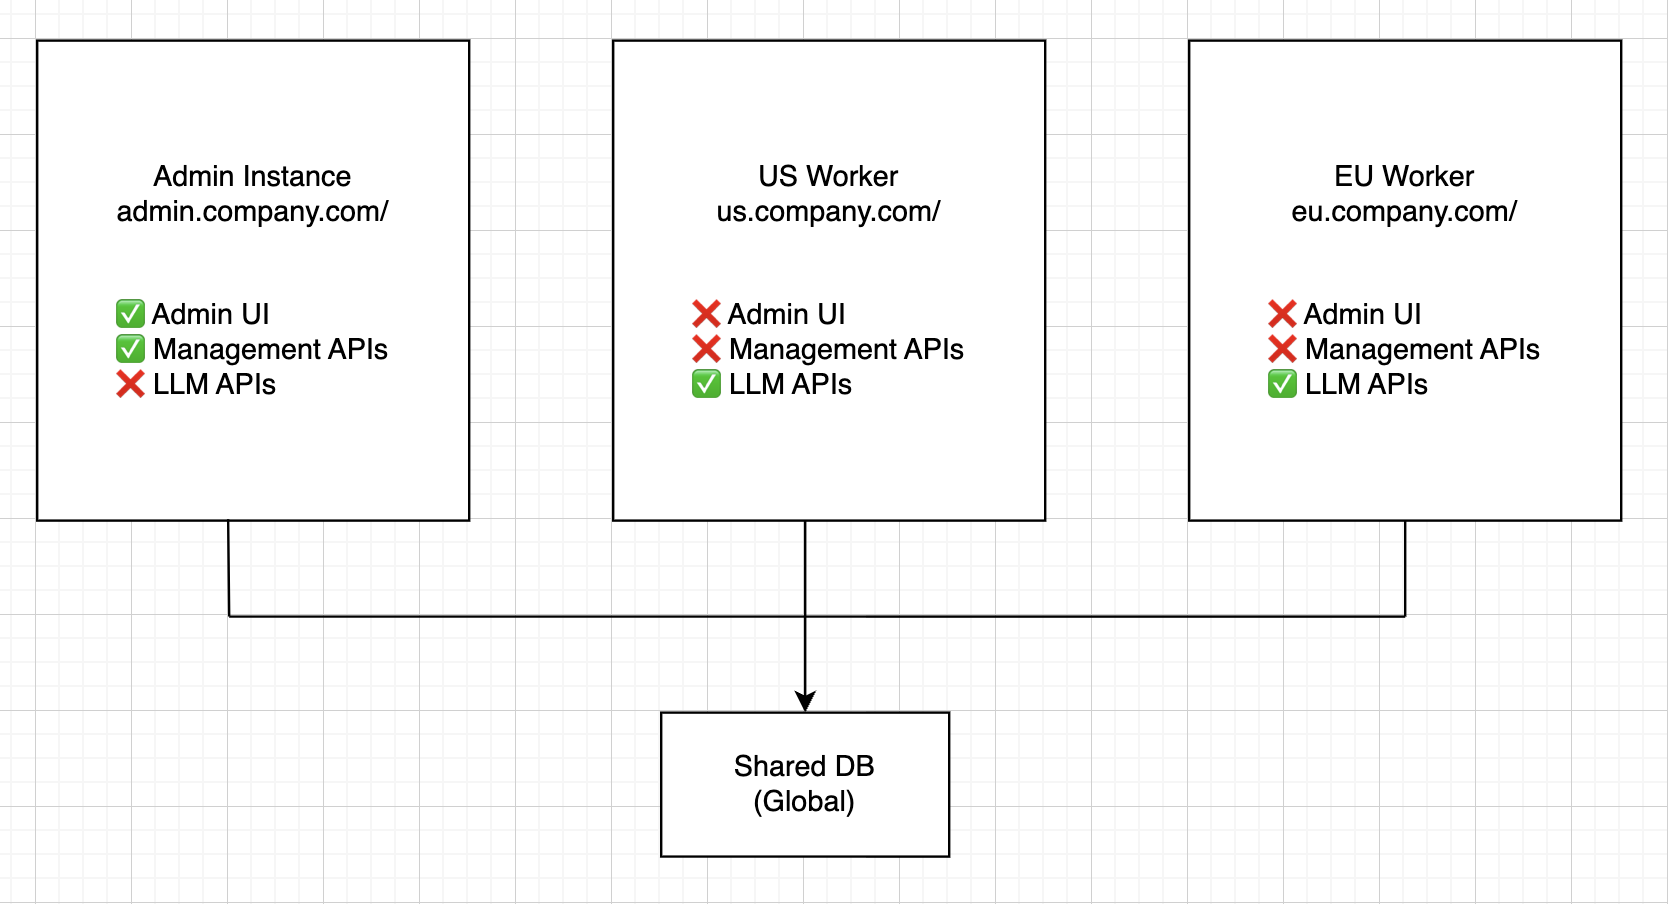 Admin Instance
admin.company.com/
✅ Admin UI
✅ Management APIs
❌ LLM APIs
US Worker
us.company.com/
❌ Admin UI
❌ Management APIs
✅ LLM APIs
EU Worker
eu.company.com/
❌ Admin UI
❌ Management APIs
✅ LLM APIs
Shared DB
(Global)